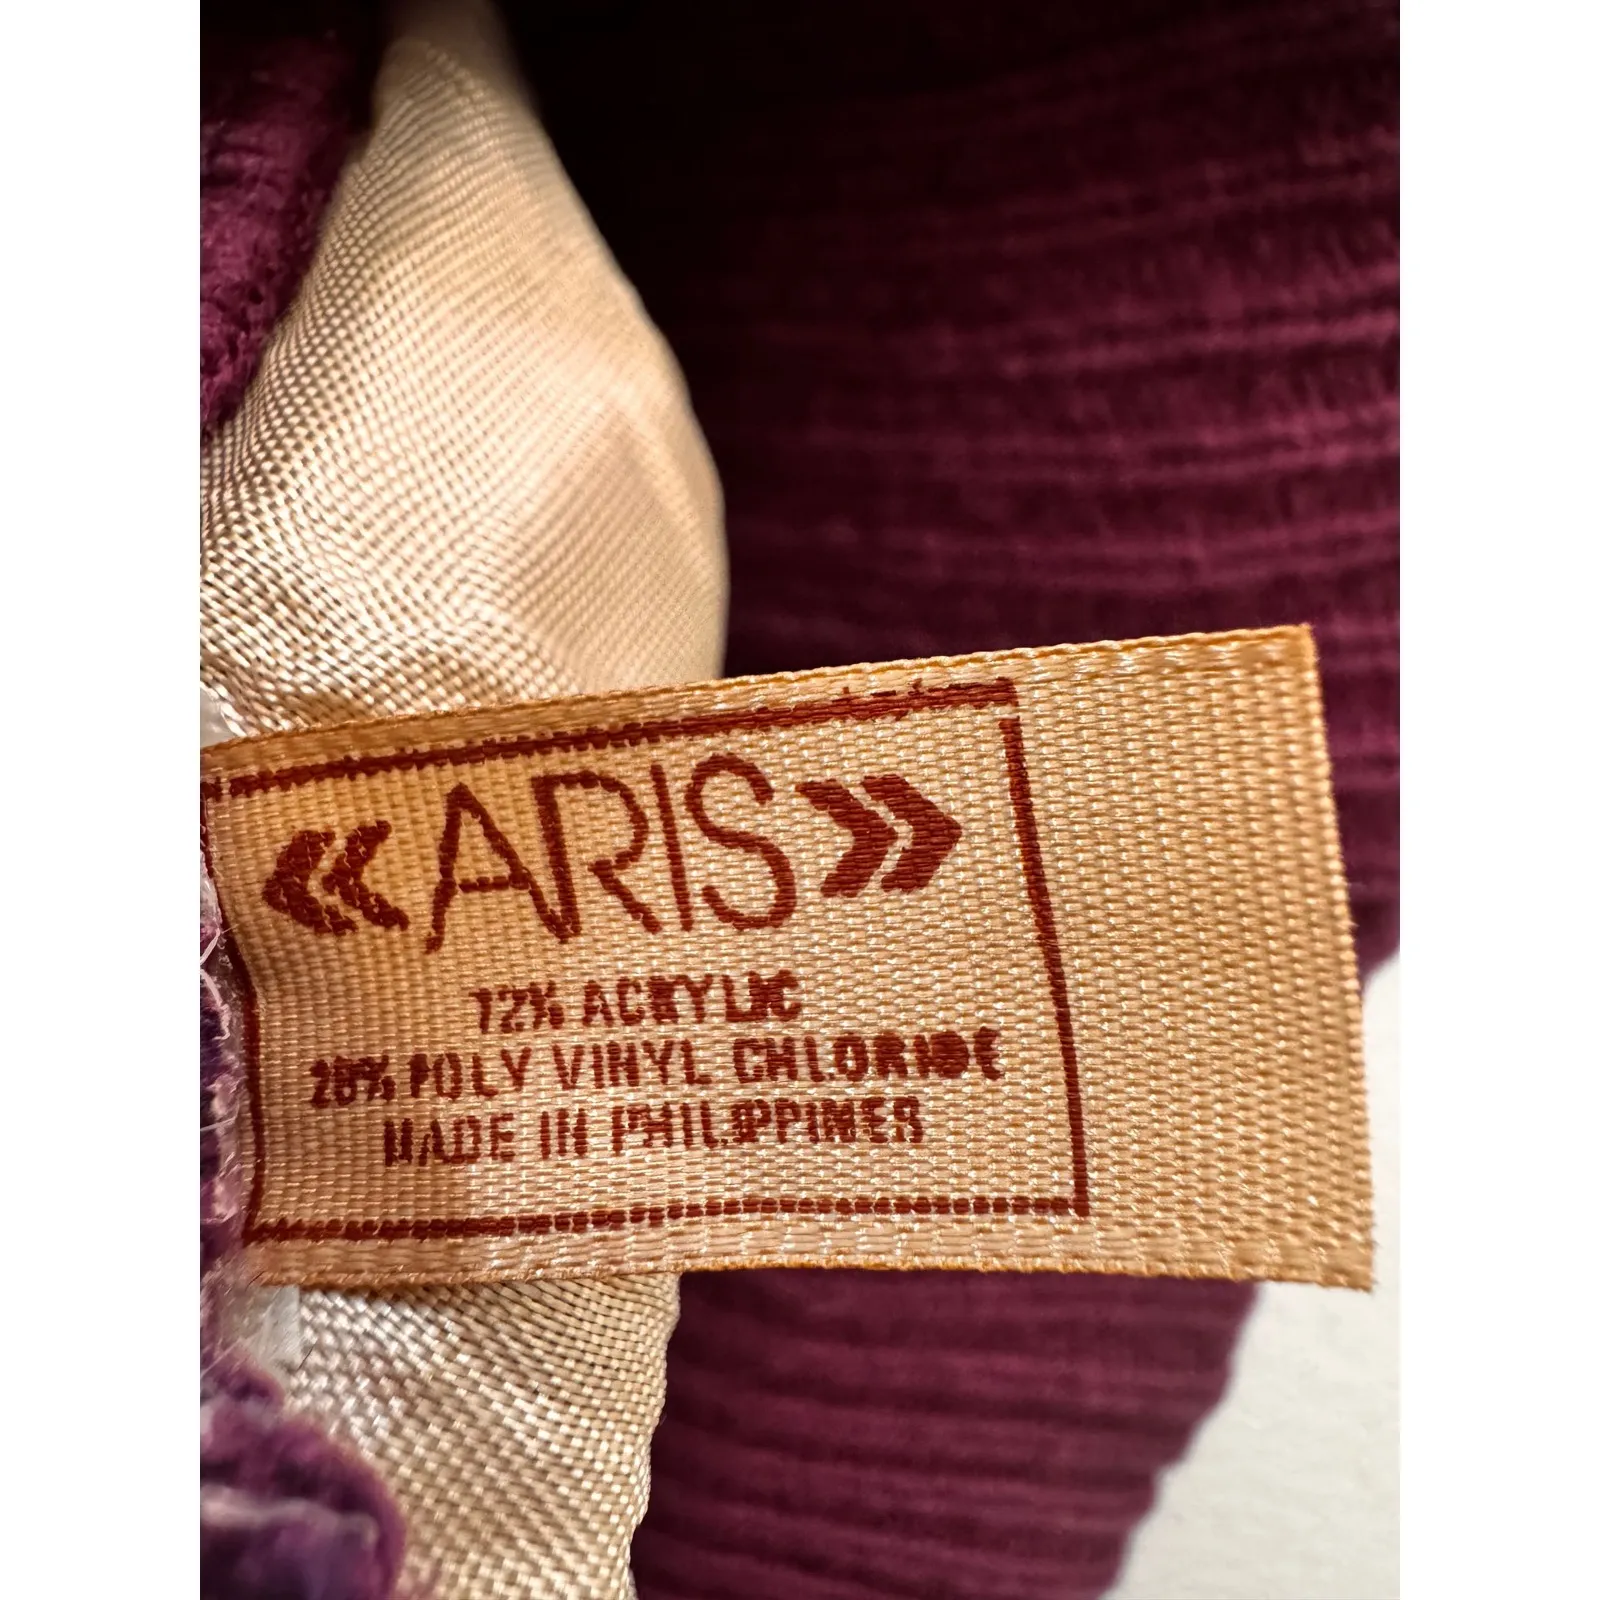 «ARIS»
72% ACRYLIC
28% POLY VINYL CHLORIDE
MADE IN PHILIPPINES